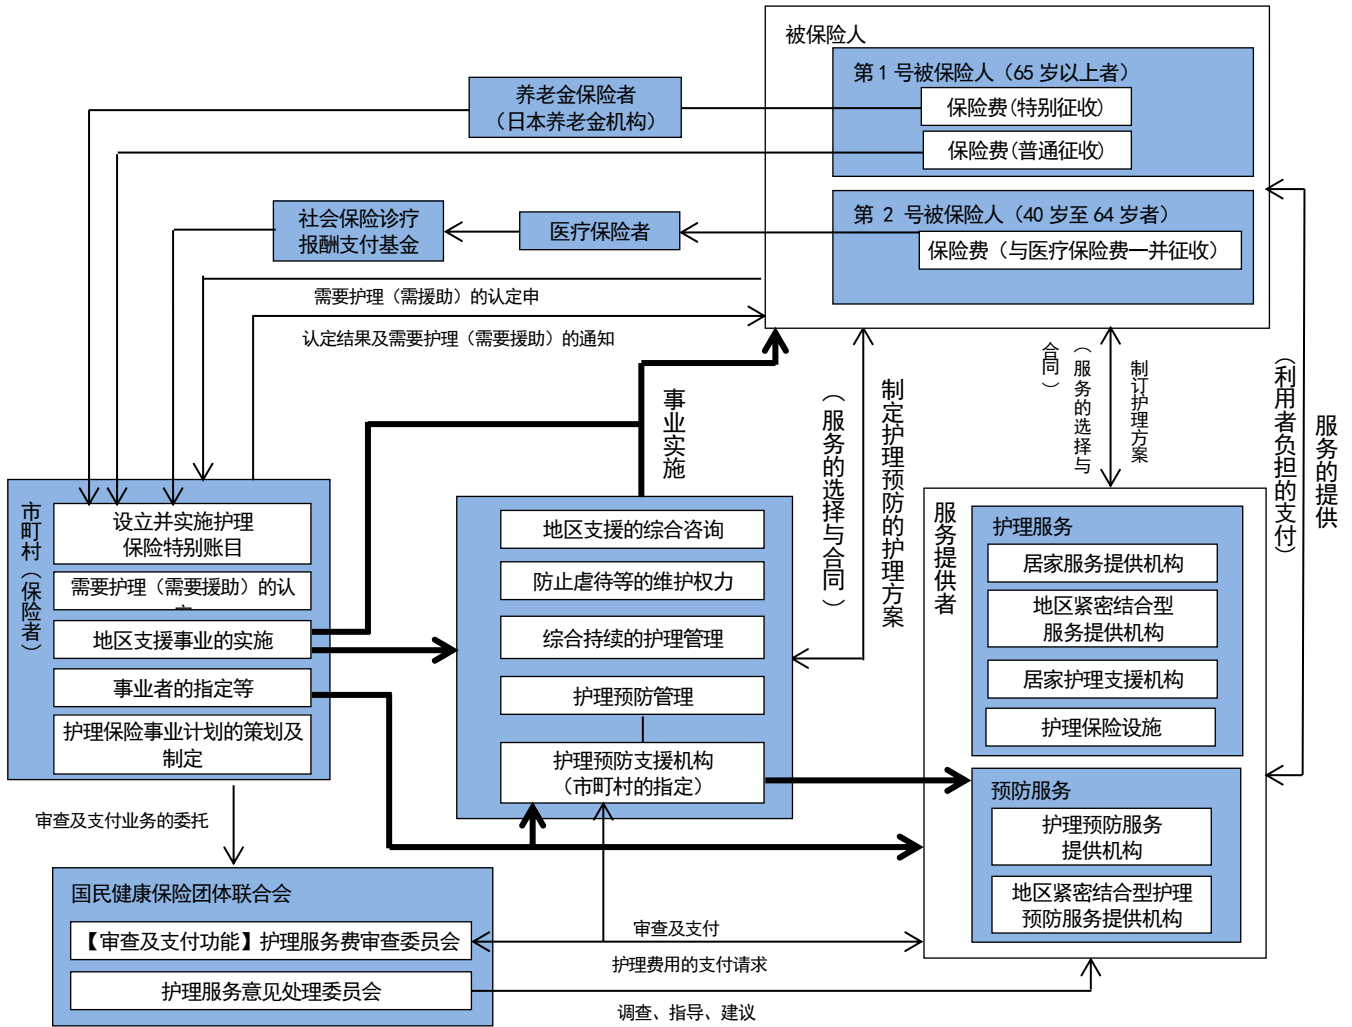 被保险人
第1 号被保险人（65 岁以上者）
保险费(特别征收)
保险费(普通征收)
养老金保险者
（日本养老金机构）
第 2 号被保险人（40 岁至 64 岁者）
保险费（与医疗保险费一并征收）
社会保险诊疗
报酬支付基金
医疗保险者
需要护理（需援助）的认定申
认定结果及需要护理（需要援助）的通知
事业实施
（服务的选择与合同）
制定护理预防的护理方案
（服务的选择与
合同）
制订护理方案
（利用者负担的支付）
服务的提供
市町村（保险者）
设立并实施护理
保险特别账目
需要护理（需要援助）的认
地区支援事业的实施
事业者的指定等
护理保险事业计划的策划及
制定
地区支援的综合咨询
防止虐待等的维护权力
综合持续的护理管理
护理预防管理
护理预防支援机构
（市町村的指定）
服务提供者
护理服务
居家服务提供机构
地区紧密结合型
服务提供机构
居家护理支援机构
护理保险设施
预防服务
护理预防服务
提供机构
地区紧密结合型护理
预防服务提供机构
审查及支付业务的委托
国民健康保险团体联合会
【审查及支付功能】护理服务费审查委员会
护理服务意见处理委员会
审查及支付
护理费用的支付请求
调查、指导、建议